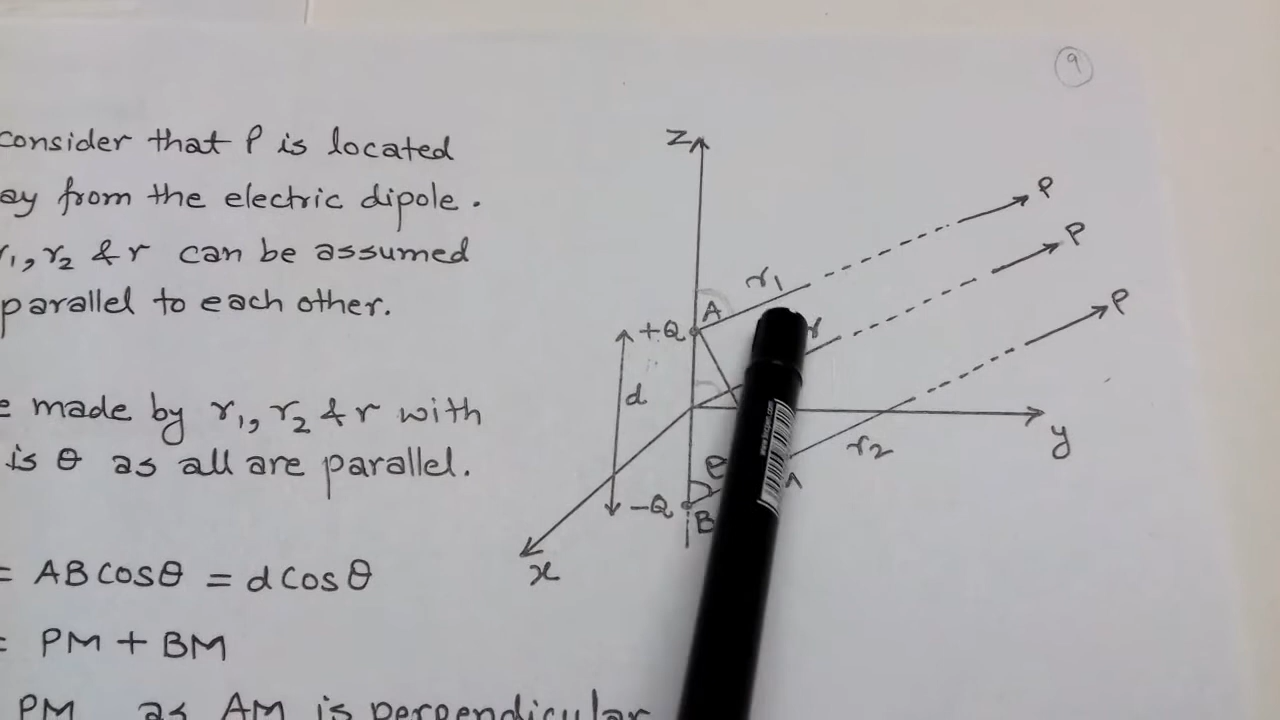 9
consider that P is located
ay from the electric dipole.
r1, r2 & r can be assumed
parallel to each other.
made by r1, r2 & r with
is θ as all are parallel.
= AB cosθ = d cosθ
= PM + BM
PM as AM is perpendicular
Z
P
P
P
r1
A
+Q
r
d
y
r2
θ
-Q
B
x